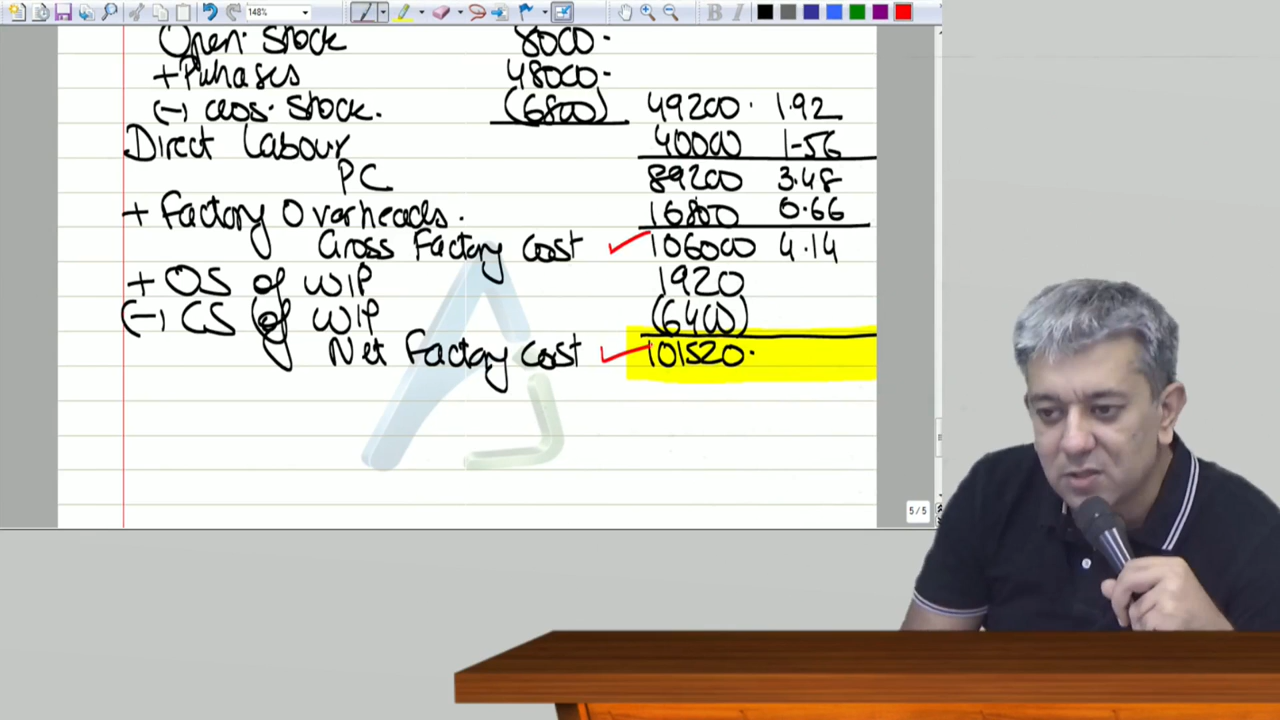 148%
B I
Open. Stock 8000.
+ Puhases 48000.
(-) clos. stock. (6800) 49200. 1.92
Direct Labour 40000 1-56
PC 89200 3.48
+ Factory Overheads. 16800 0.66
Gross Factory cost 106000 4.14
+ OS of WIP 1920
(-) CS of WIP (6400)
Net Factory cost 101520.
5/5